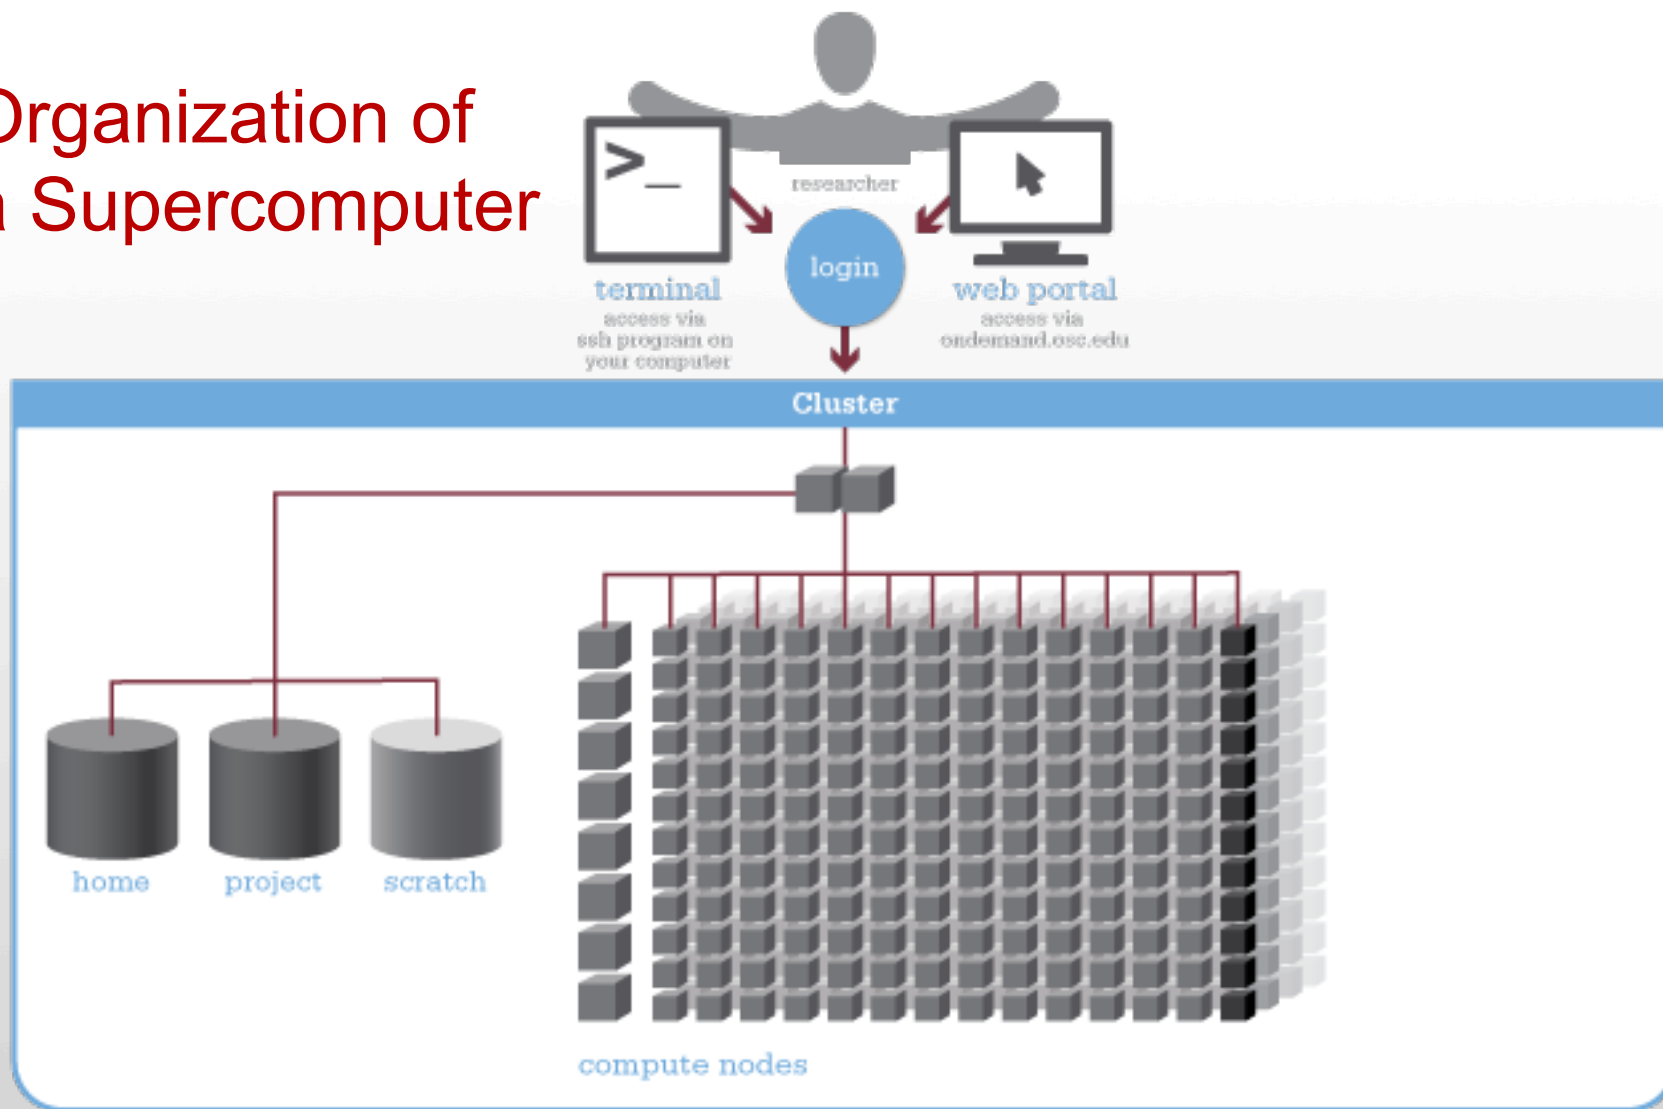 Organization of
a Supercomputer
>_
researcher
login
terminal
access via
ssh program on
your computer
web portal
access via
ondemand.osc.edu
Cluster
home
project
scratch
compute nodes